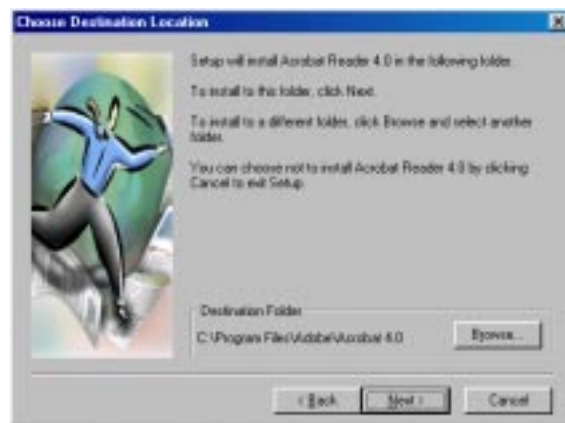 Choose Destination Location
Setup will install Acrobat Reader 4.0 in the following folder.
To install to this folder, click Next.
To install to a different folder, click Browse and select another
folder.
You can choose not to install Acrobat Reader 4.0 by clicking
Cancel to exit Setup.
Destination Folder
C:\Program Files\Adobe\Acrobat 4.0
Browse...
< Back
Next >
Cancel